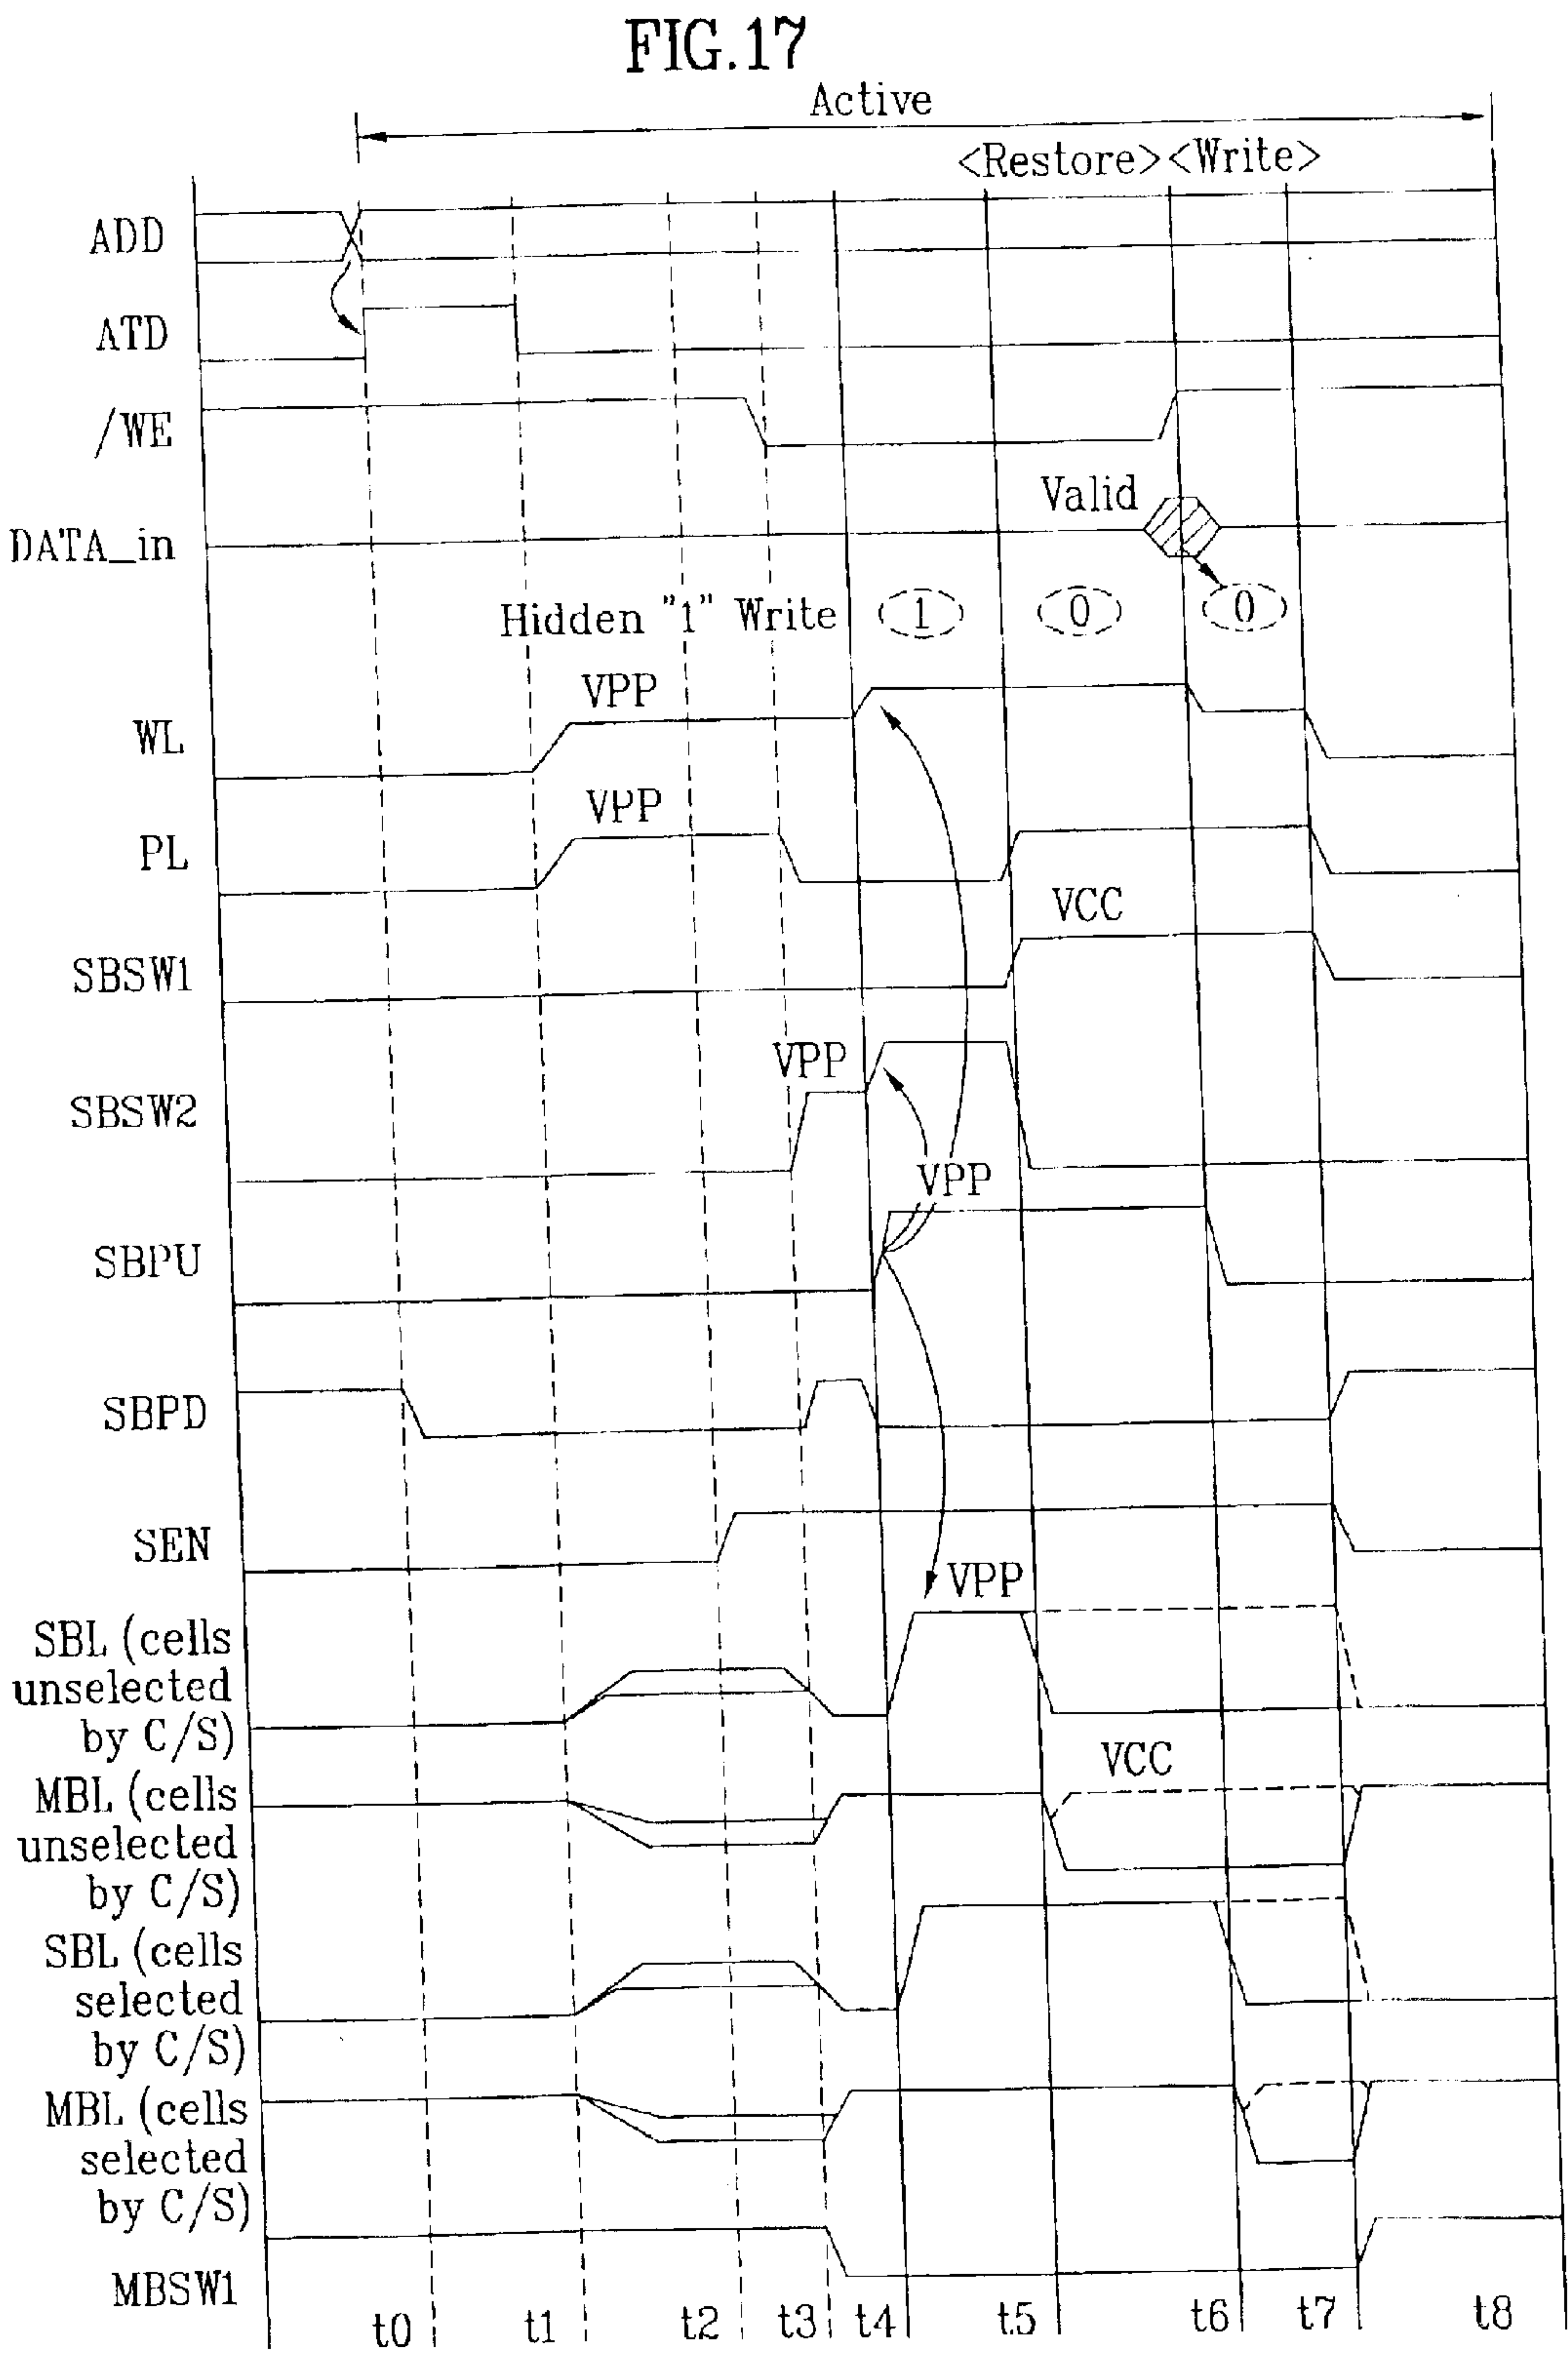 FIG.17
Active
<Restore> <Write>
ADD
ATD
/WE
Valid
DATA_in
Hidden "1" Write 1 0 0
VPP
WL
VPP
PL
VCC
SBSW1
VPP
SBSW2
VPP
SBPU
SBPD
SEN
VPP
SBL (cells
unselected
by C/S)
VCC
MBL (cells
unselected
by C/S)
SBL (cells
selected
by C/S)
MBL (cells
selected
by C/S)
MBSW1
t0 t1 t2 t3 t4 t5 t6 t7 t8